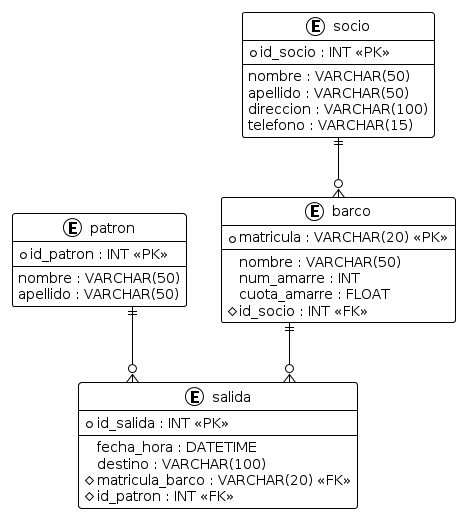 E socio
id_socio : INT «PK»
nombre : VARCHAR(50)
apellido : VARCHAR(50)
direccion : VARCHAR(100)
telefono : VARCHAR(15)
E patron
id_patron : INT «PK»
nombre : VARCHAR(50)
apellido : VARCHAR(50)
E barco
matricula : VARCHAR(20) «PK»
nombre : VARCHAR(50)
num_amarre : INT
cuota_amarre : FLOAT
id_socio : INT «FK»
E salida
id_salida : INT «PK»
fecha_hora : DATETIME
destino : VARCHAR(100)
matricula_barco : VARCHAR(20) «FK»
id_patron : INT «FK»